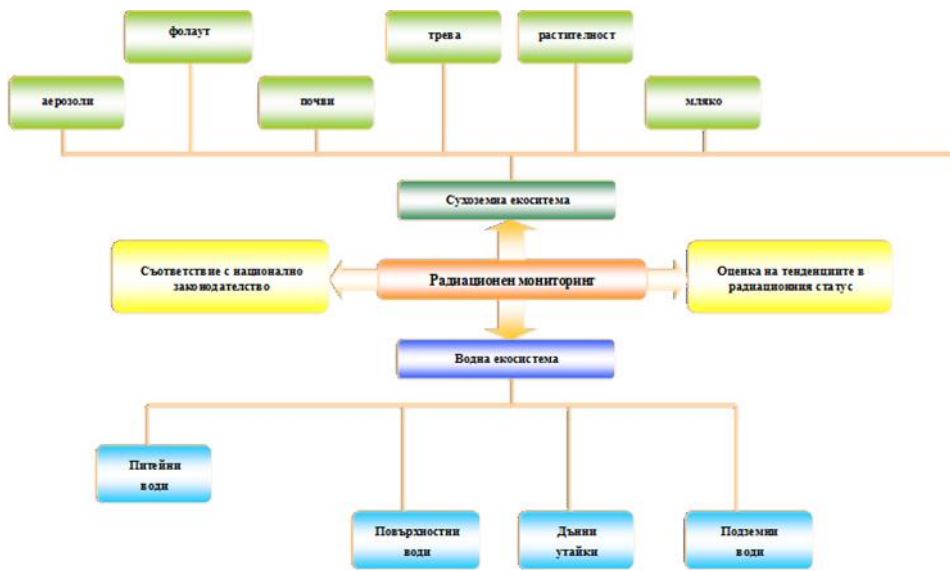 фолаут
трева
растителност
аерозоли
почви
мляко
Сухоземна екоситема
Съответствие с национално
законодателство
Радиационен мониторинг
Оценка на тенденциите в
радиационния статус
Водна екосистема
Питейни
води
Повърхностни
води
Дънни
утайки
Подземни
води